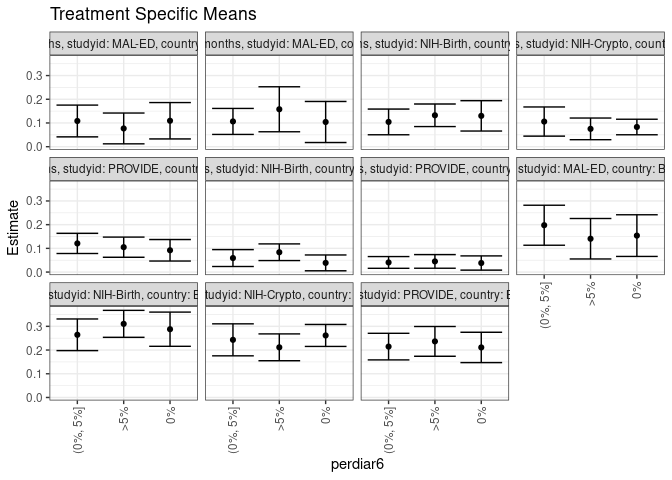 Treatment Specific Means
hs, studyid: MAL-ED, country
months, studyid: MAL-ED, co
hs, studyid: NIH-Birth, country
s, studyid: NIH-Crypto, count
0.3
0.2
0.1
0.0
s, studyid: PROVIDE, countr
s, studyid: NIH-Birth, country
s, studyid: PROVIDE, country
studyid: MAL-ED, country: B
0.3
0.2
0.1
0.0
studyid: NIH-Birth, country: B
tudyid: NIH-Crypto, country:
studyid: PROVIDE, country: B
0.3
0.2
0.1
0.0
Estimate
(0%, 5%]
>5%
0%
(0%, 5%]
>5%
0%
(0%, 5%]
>5%
0%
(0%, 5%]
>5%
0%
perdiar6